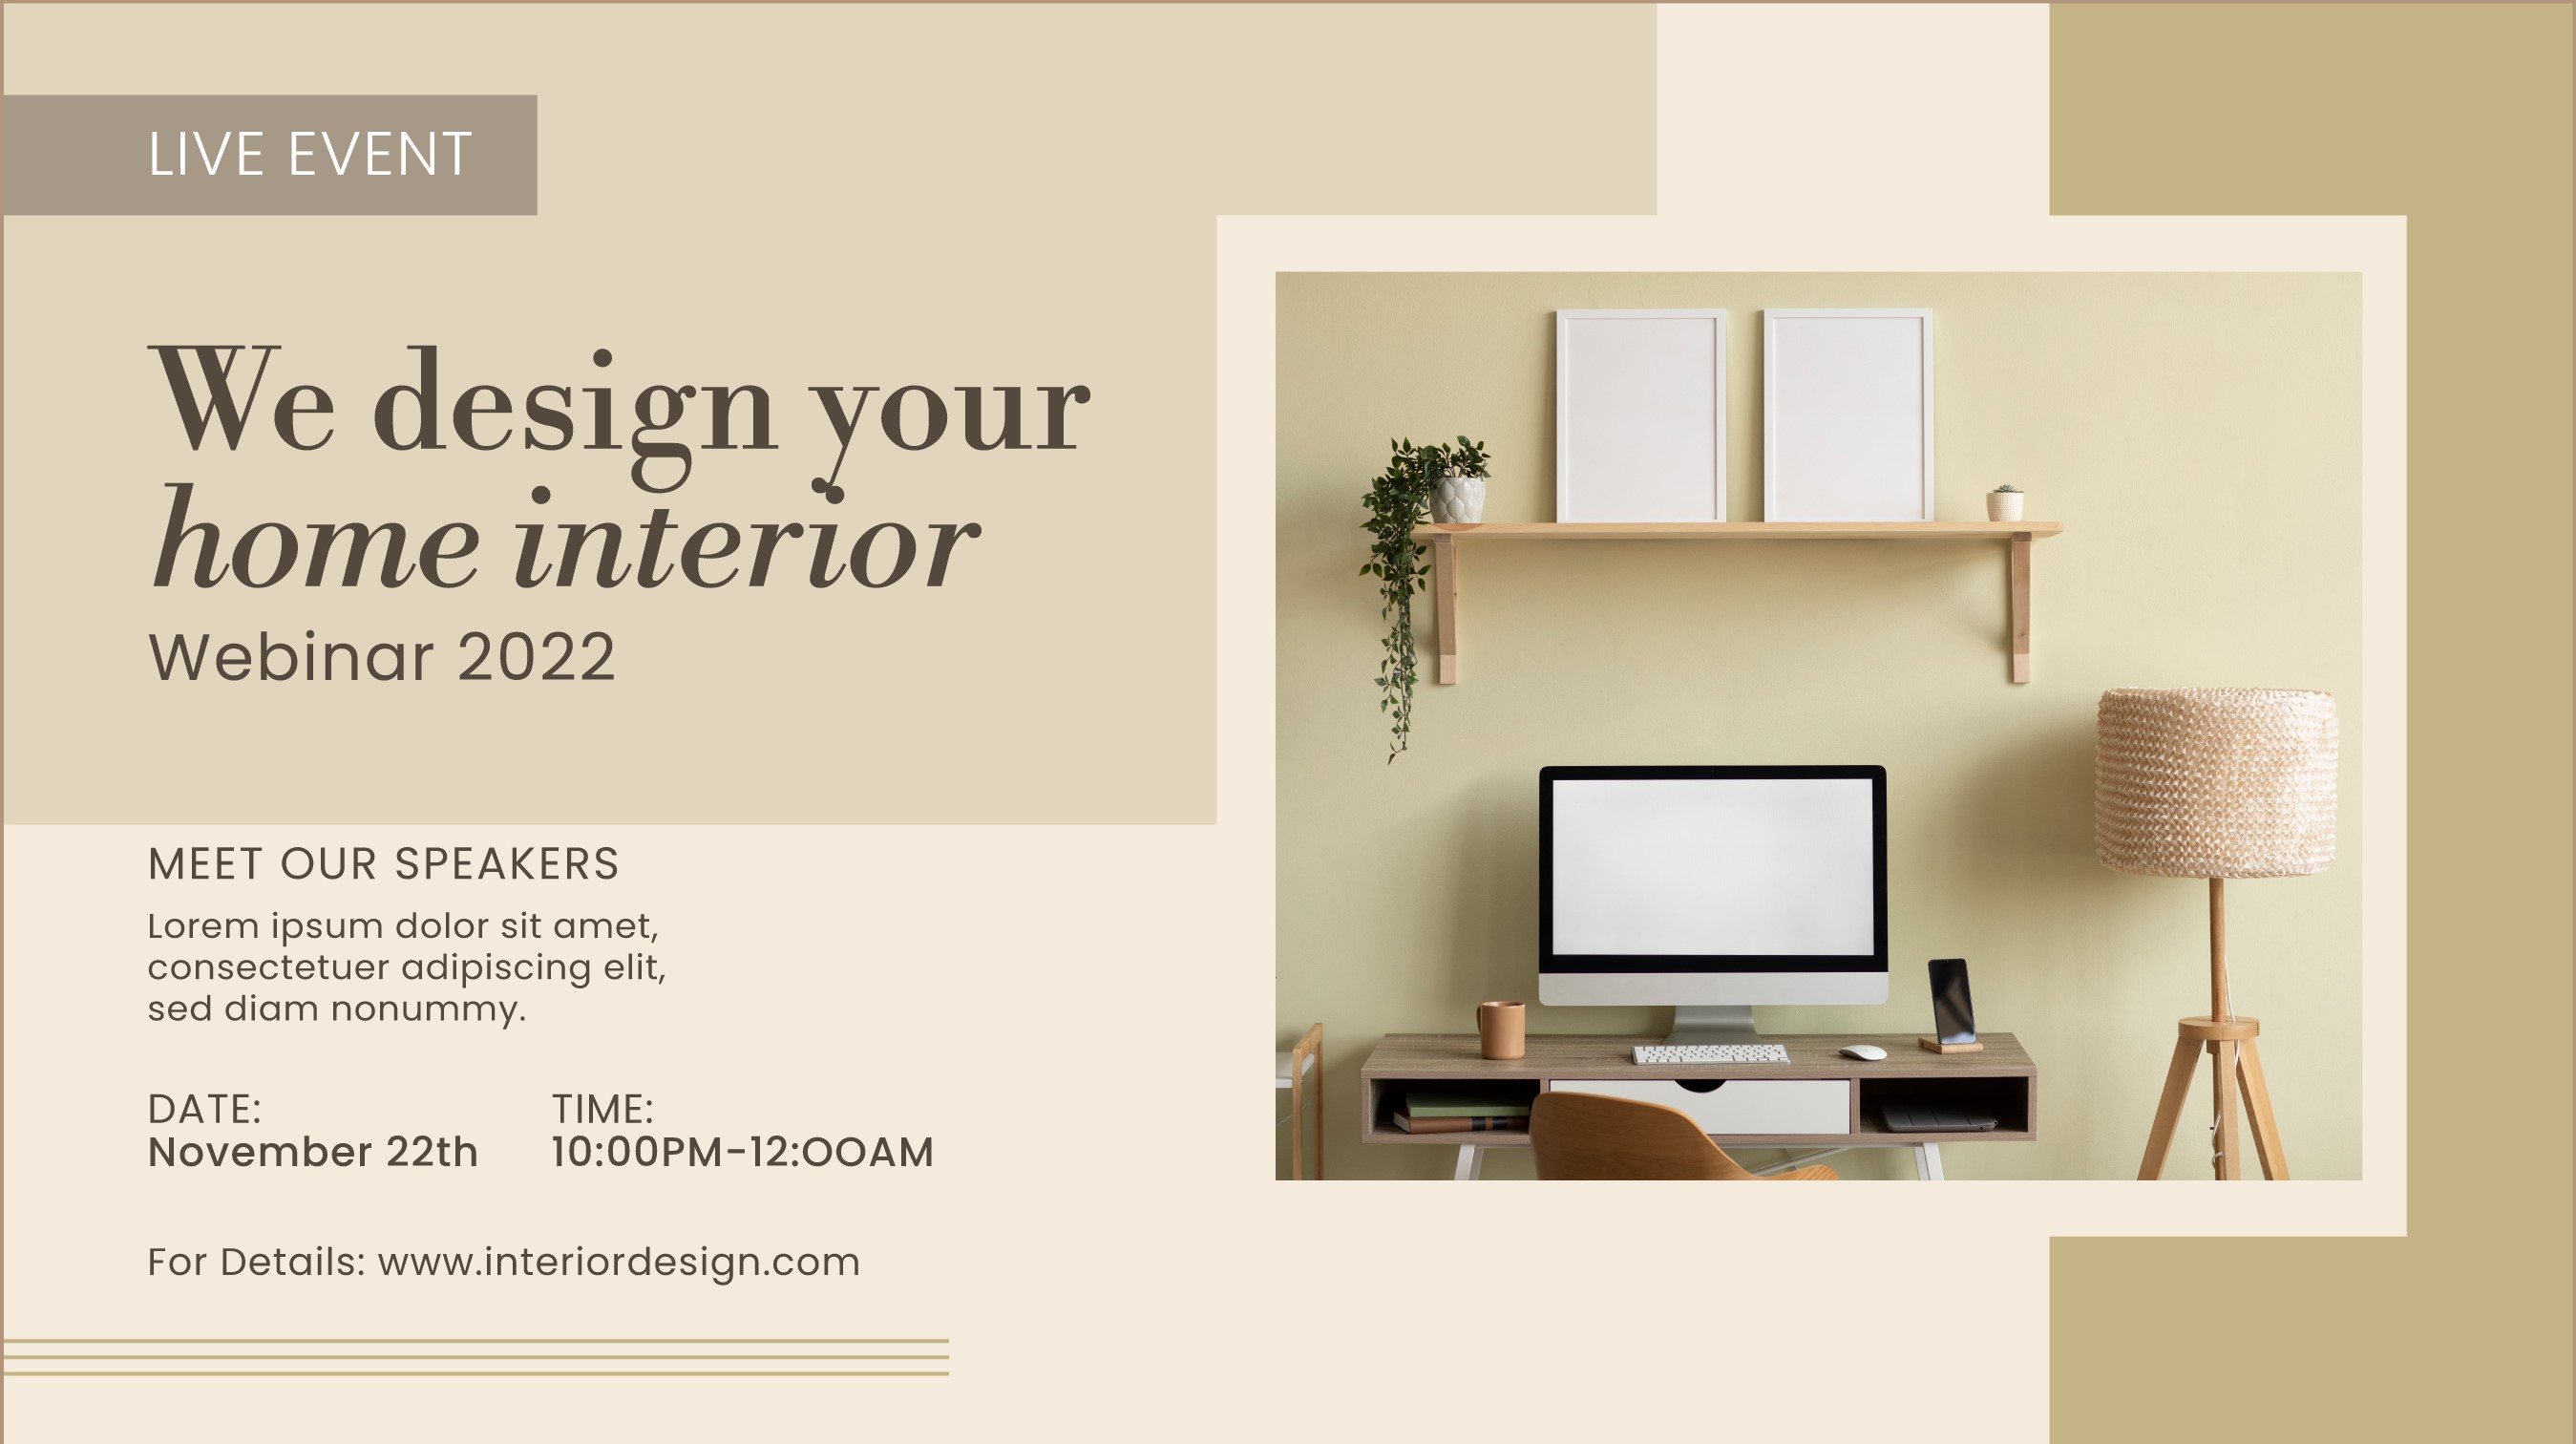 LIVE EVENT
We design your
home interior
Webinar 2022
MEET OUR SPEAKERS
Lorem ipsum dolor sit amet,
consectetuer adipiscing elit,
sed diam nonummy.
DATE:
November 22th
TIME:
10:00PM-12:OOAM
For Details: www.interiordesign.com